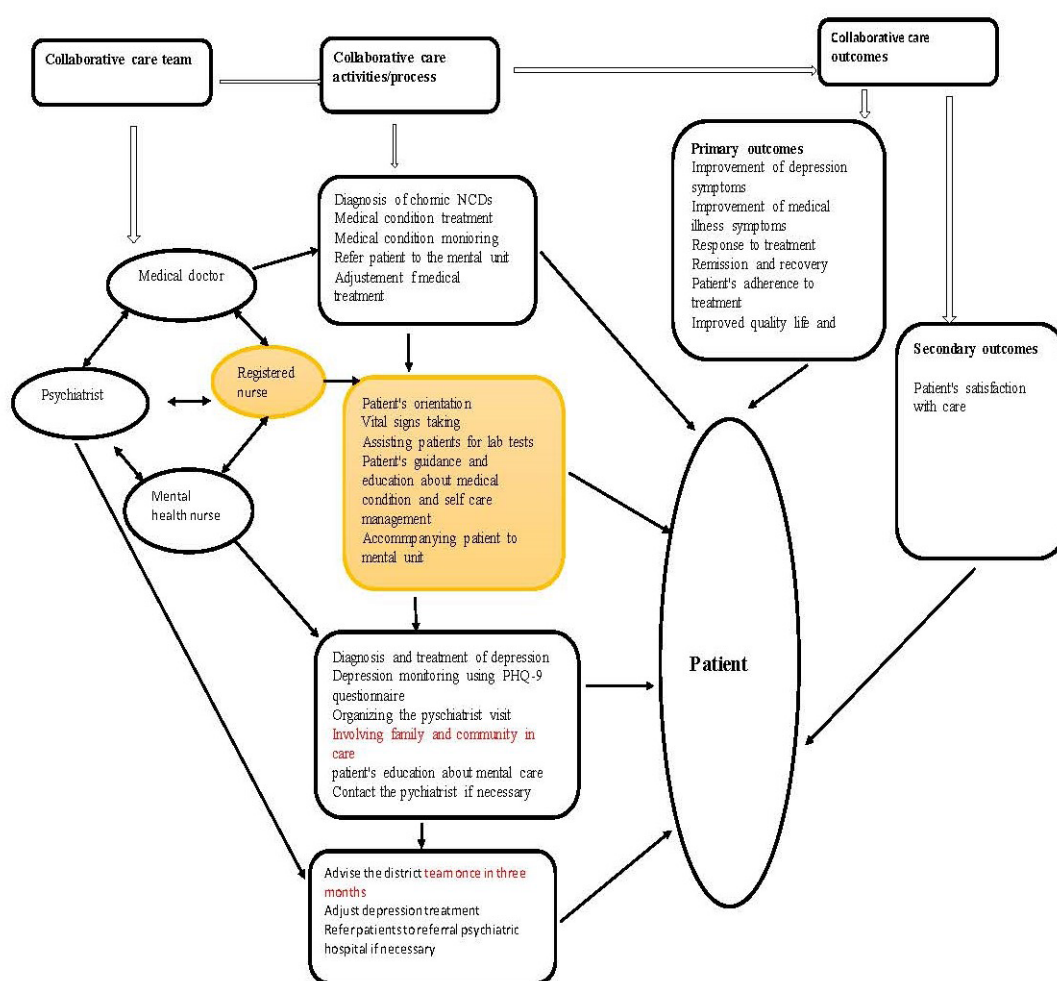 Collaborative care team
Collaborative care
activities/process
Collaborative care
outcomes
Primary outcomes
Improvement of depression
symptoms
Improvement of medical
illness symptoms
Response to treatment
Remission and recovery
Patient's adherence to
treatment
Improved quality life and
Secondary outcomes
Patient's satisfaction
with care
Diagnosis of chornic NCDs
Medical condition treatment
Medical condition monioring
Refer patient to the mental unit
Adjustement f medical
treatment
Medical doctor
Registered
nurse
Psychiatrist
Mental
health nurse
Patient's orientation
Vital signs taking
Assisting patients for lab tests
Patient's guidance and
education about medical
condition and self care
management
Accommpanying patient to
mental unit
Diagnosis and treatment of depression
Depression monitoring using PHQ-9
questionnaire
Organizing the pyschiatrist visit
Involving family and community in
care
patient's education about mental care
Contact the pychiatrist if necessary
Advise the district team once in three
months
Adjust depression treatment
Refer patients to referral psychiatric
hospital if necessary
Patient